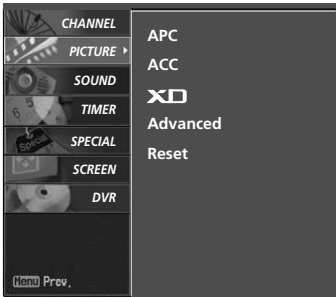 CHANNEL
PICTURE
SOUND
TIMER
SPECIAL
SCREEN
DVR
Menu Prev.
APC
ACC
XD
Advanced
Reset